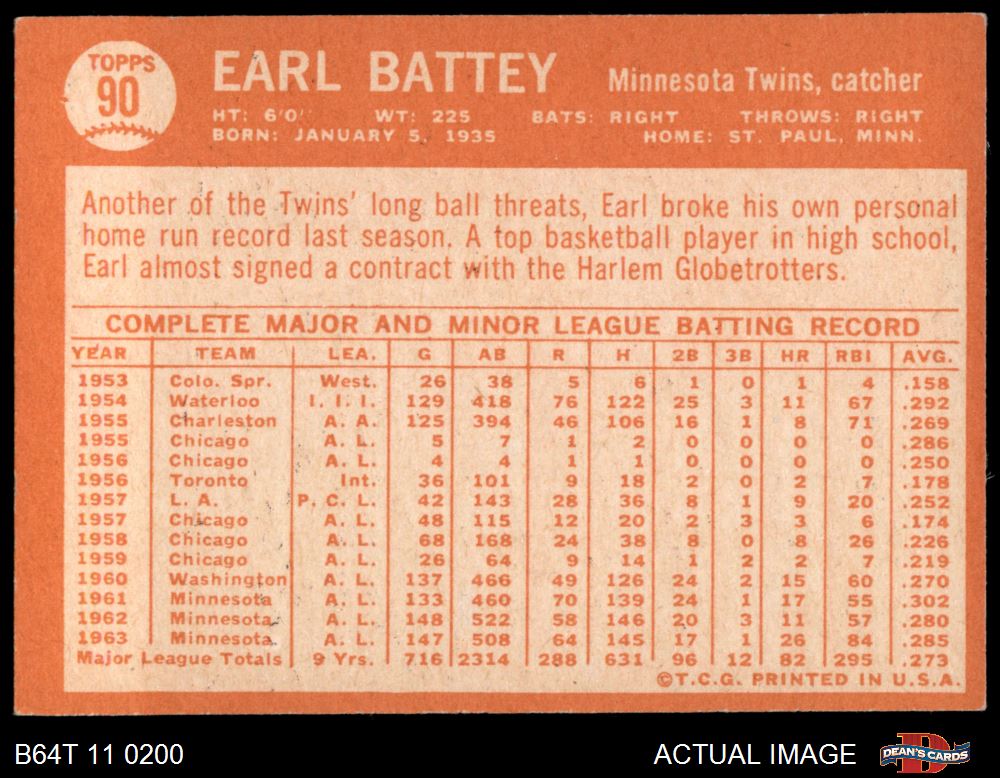 TOPPS
90
EARL BATTEY Minnesota Twins, catcher
HT: 6'0" WT: 225 BATS: RIGHT THROWS: RIGHT
BORN: JANUARY 5, 1935 HOME: ST. PAUL, MINN.
Another of the Twins' long ball threats, Earl broke his own personal
home run record last season. A top basketball player in high school,
Earl almost signed a contract with the Harlem Globetrotters.
COMPLETE MAJOR AND MINOR LEAGUE BATTING RECORD
YEAR TEAM LEA. G AB R H 2B 3B HR RBI AVG.
1953 Colo. Spr. West. 26 38 5 6 1 0 1 4 .158
1954 Waterloo I. I. I. 129 418 76 122 25 3 11 67 .292
1955 Charleston A. A. 125 394 46 106 16 1 8 71 .269
1955 Chicago A. L. 5 7 1 2 0 0 0 0 .286
1956 Chicago A. L. 4 4 1 1 0 0 0 0 .250
1956 Toronto Int. 36 101 9 18 2 0 2 7 .178
1957 L. A. P. C. L. 42 143 28 36 8 1 9 20 .252
1957 Chicago A. L. 48 115 12 20 2 3 3 6 .174
1958 Chicago A. L. 68 168 24 38 8 0 8 26 .226
1959 Chicago A. L. 26 64 9 14 1 2 2 7 .219
1960 Washington A. L. 137 466 49 126 24 2 15 60 .270
1961 Minnesota A. L. 133 460 70 139 24 1 17 55 .302
1962 Minnesota A. L. 148 522 58 146 20 3 11 57 .280
1963 Minnesota A. L. 147 508 64 145 17 1 26 84 .285
Major League Totals 9 Yrs. 716 2314 288 631 96 12 82 295 .273
©T.C.G. PRINTED IN U.S.A.
B64T 11 0200 ACTUAL IMAGE DEAN'S CARDS